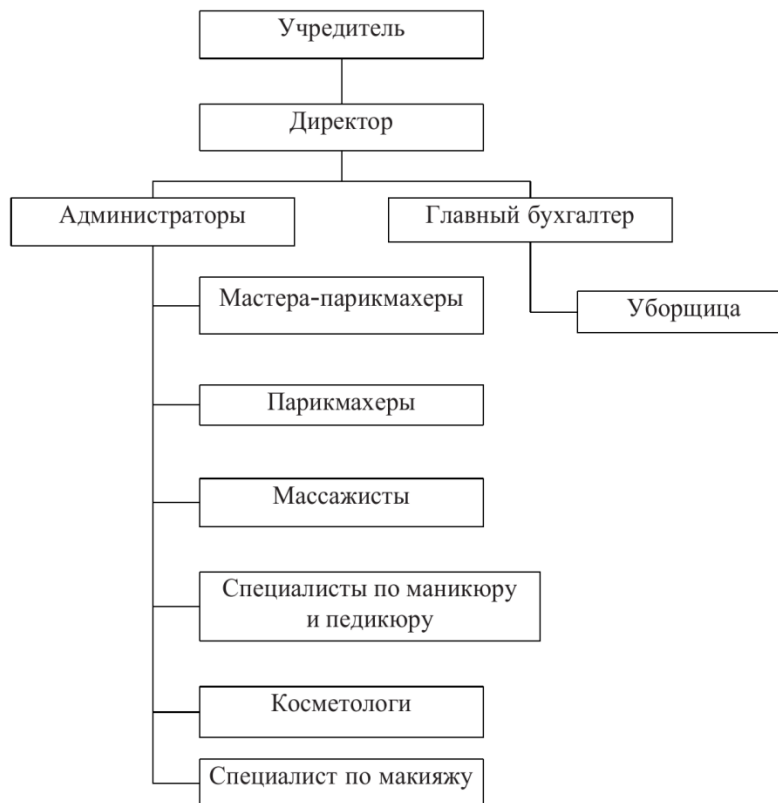 Учредитель
Директор
Администраторы
Главный бухгалтер
Мастера-парикмахеры
Уборщица
Парикмахеры
Массажисты
Специалисты по маникюру
и педикюру
Косметологи
Специалист по макияжу